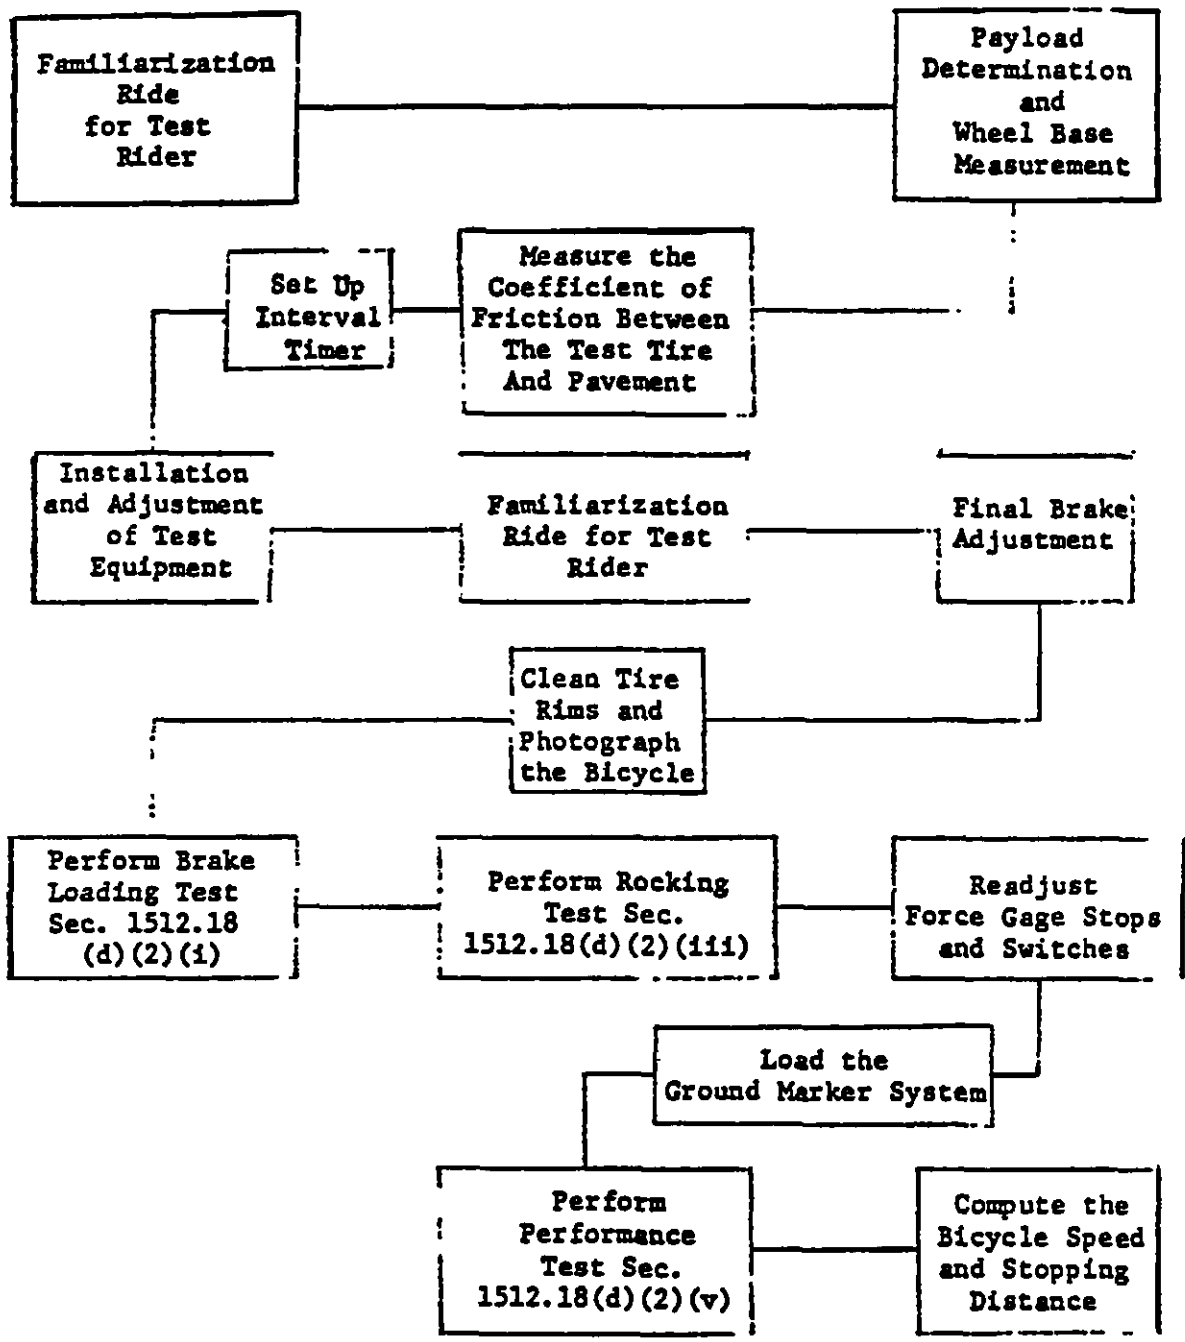 Familiarization
Ride
for Test
Rider
Payload
Determination
and
Wheel Base
Measurement
Set Up
Interval
Timer
Measure the
Coefficient of
Friction Between
The Test Tire
And Pavement
Installation
and Adjustment
of Test
Equipment
Familiarization
Ride for Test
Rider
Final Brake
Adjustment
Clean Tire
Rims and
Photograph
the Bicycle
Perform Brake
Loading Test
Sec. 1512.18
(d)(2)(i)
Perform Rocking
Test Sec.
1512.18(d)(2)(iii)
Readjust
Force Gage Stops
and Switches
Load the
Ground Marker System
Perform
Performance
Test Sec.
1512.18(d)(2)(v)
Compute the
Bicycle Speed
and Stopping
Distance